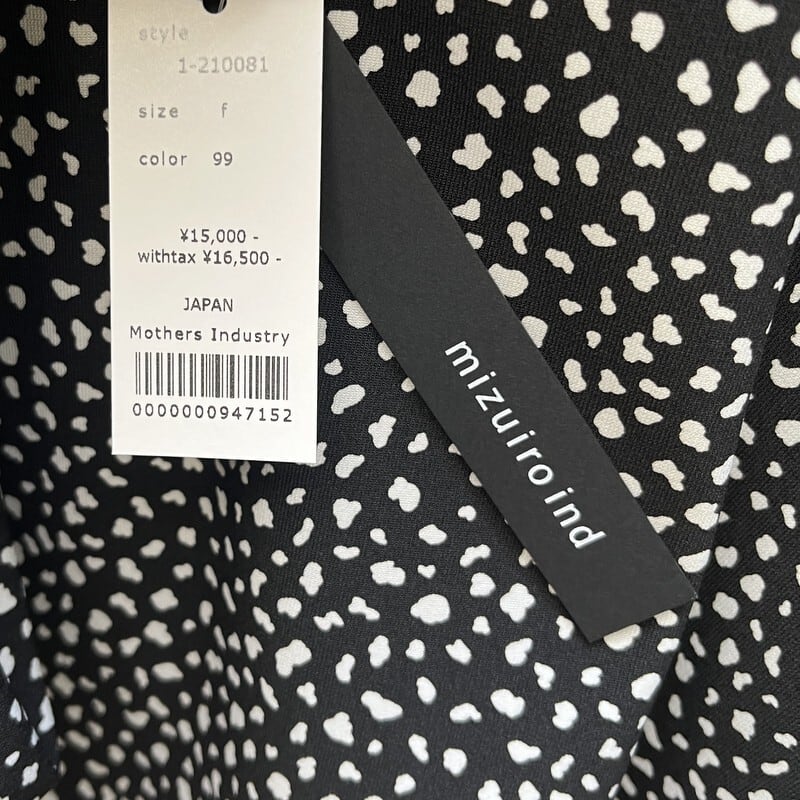 style
1-210081
size f
color 99
¥15,000 -
withtax ¥16,500 -
JAPAN
Mothers Industry
0000000947152
mizuiro ind